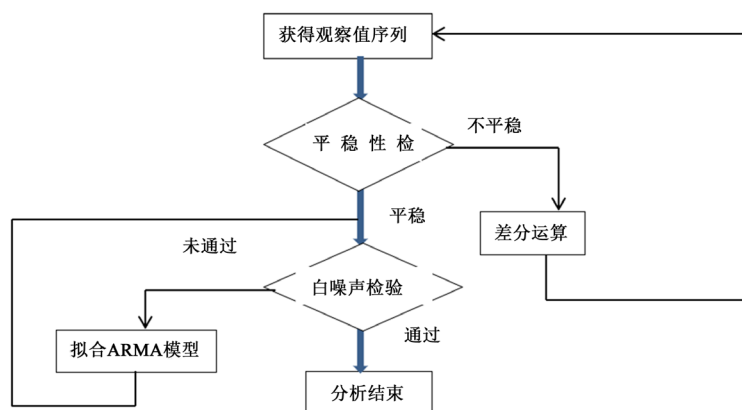 获得观察值序列
平 稳 性 检
不平稳
平稳
差分运算
未通过
白噪声检验
通过
拟合ARMA模型
分析结束